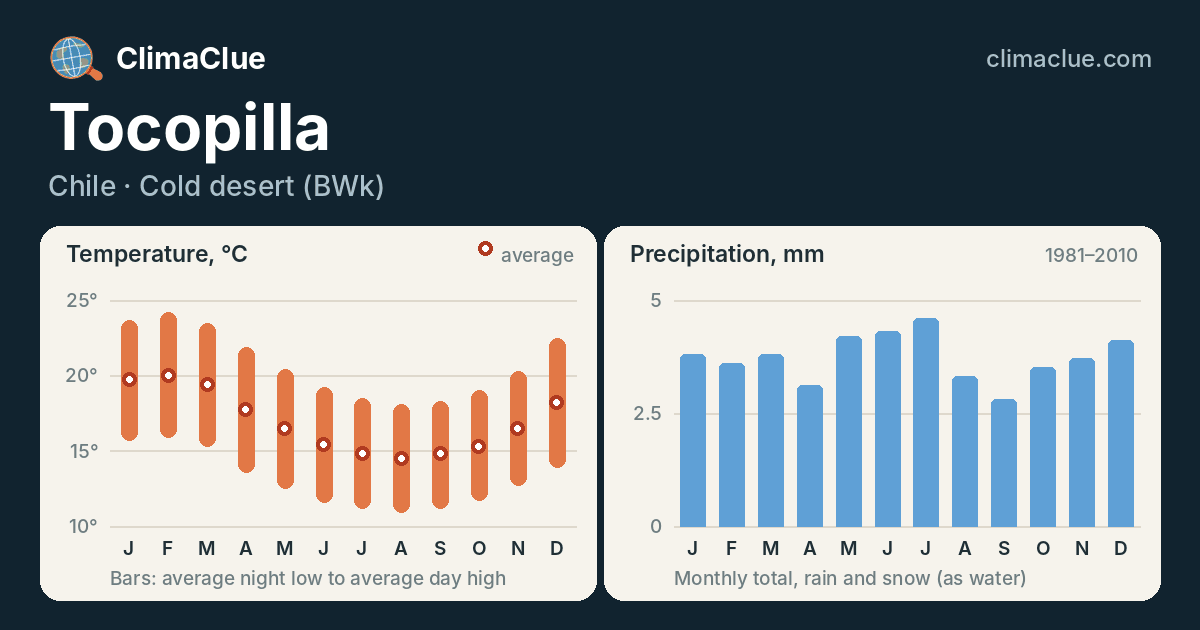 ClimaClue
climaclue.com
Tocopilla
Chile · Cold desert (BWk)
Temperature, °C
average
25°
20°
15°
10°
J F M A M J J A S O N D
Bars: average night low to average day high
Precipitation, mm
1981–2010
5
2.5
0
J F M A M J J A S O N D
Monthly total, rain and snow (as water)